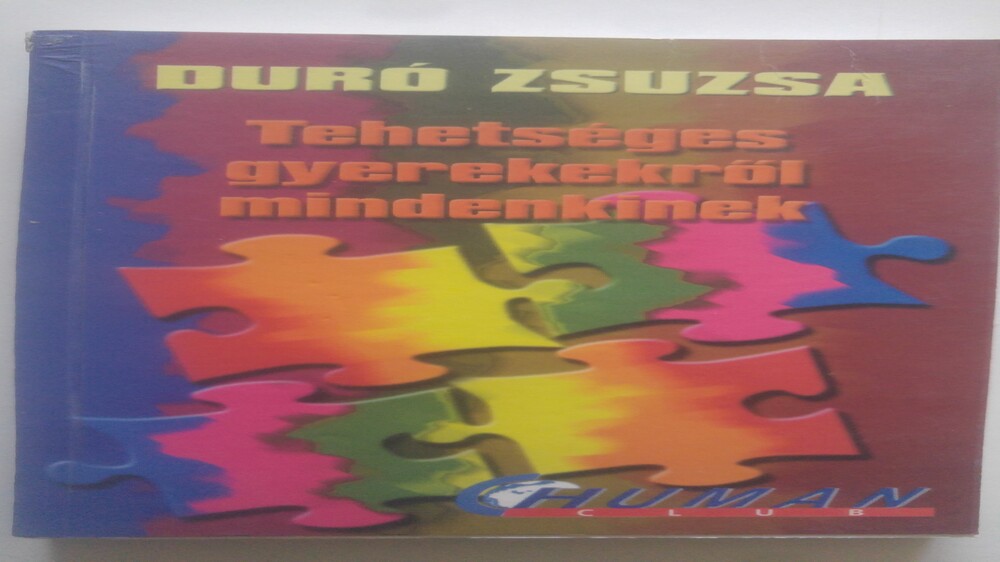 DURÓ ZSUZSA
Tehetséges
gyerekekről
mindenkinek
HUMAN
CLUB